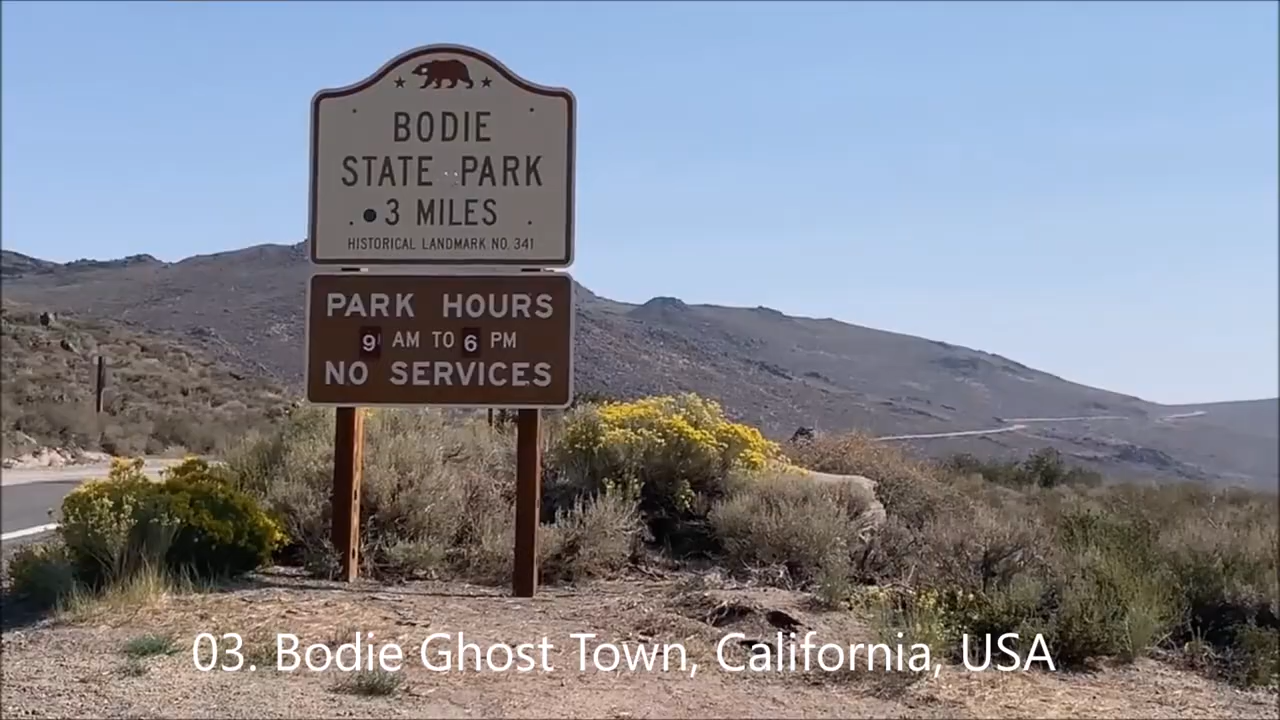 BODIE
STATE PARK
3 MILES
HISTORICAL LANDMARK NO. 341
PARK HOURS
9 AM TO 6 PM
NO SERVICES
03. Bodie Ghost Town, California, USA